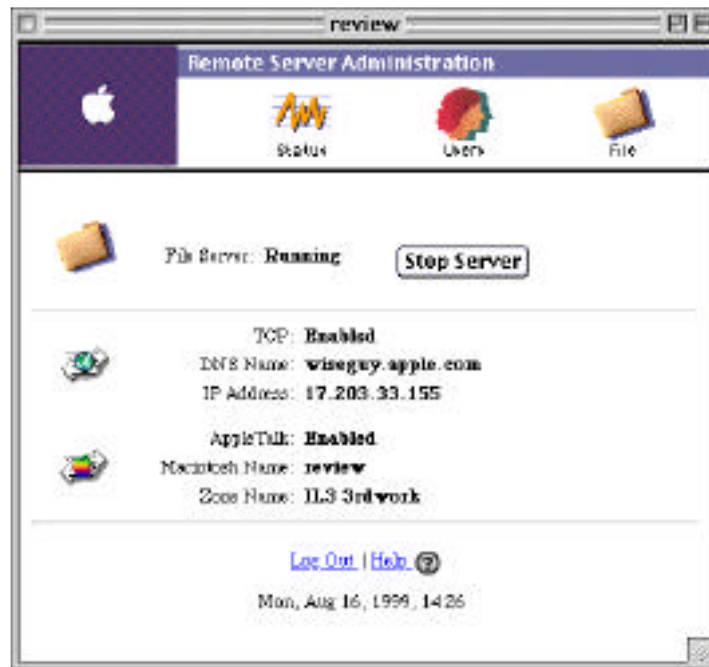 review
Remote Server Administration
Status Users File
File Server: Running Stop Server
TCP: Enabled
DNS Name: wiseguy.apple.com
IP Address: 17.203.33.155
AppleTalk: Enabled
Macintosh Name: review
Zone Name: IL3 3rdwork
Log Out | Help ?
Mon, Aug 16, 1999, 14:26